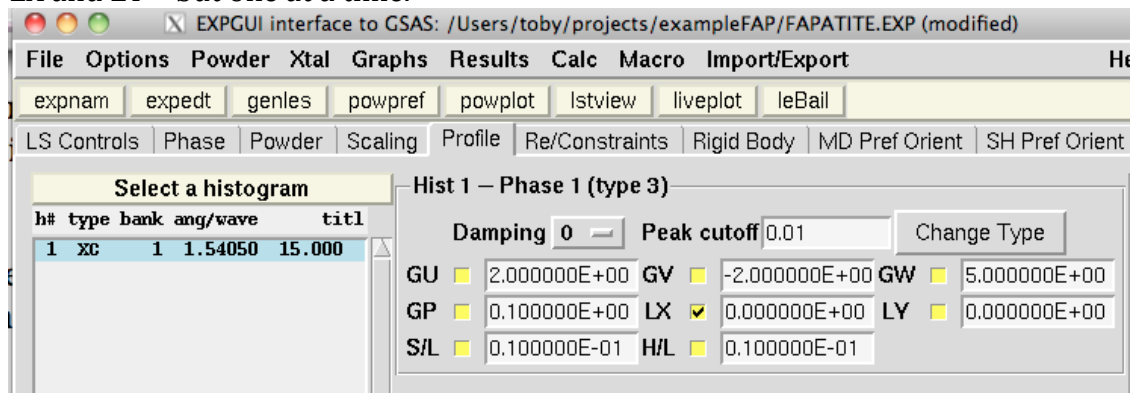 EXPGUI interface to GSAS: /Users/toby/projects/exampleFAP/FAPATITE.EXP (modified)
File Options Powder Xtal Graphs Results Calc Macro Import/Export
expnam expedt genles powpref powplot lstview liveplot leBail
LS Controls Phase Powder Scaling Profile Re/Constraints Rigid Body MD Pref Orient SH Pref Orient
Select a histogram
h# type bank ang/wave titl
1 XC 1 1.54050 15.000
Hist 1 – Phase 1 (type 3)
Damping 0 Peak cutoff 0.01 Change Type
GU 2.000000E+00 GV -2.000000E+00 GW 5.000000E+00
GP 0.100000E+00 LX 0.000000E+00 LY 0.000000E+00
S/L 0.100000E-01 H/L 0.100000E-01